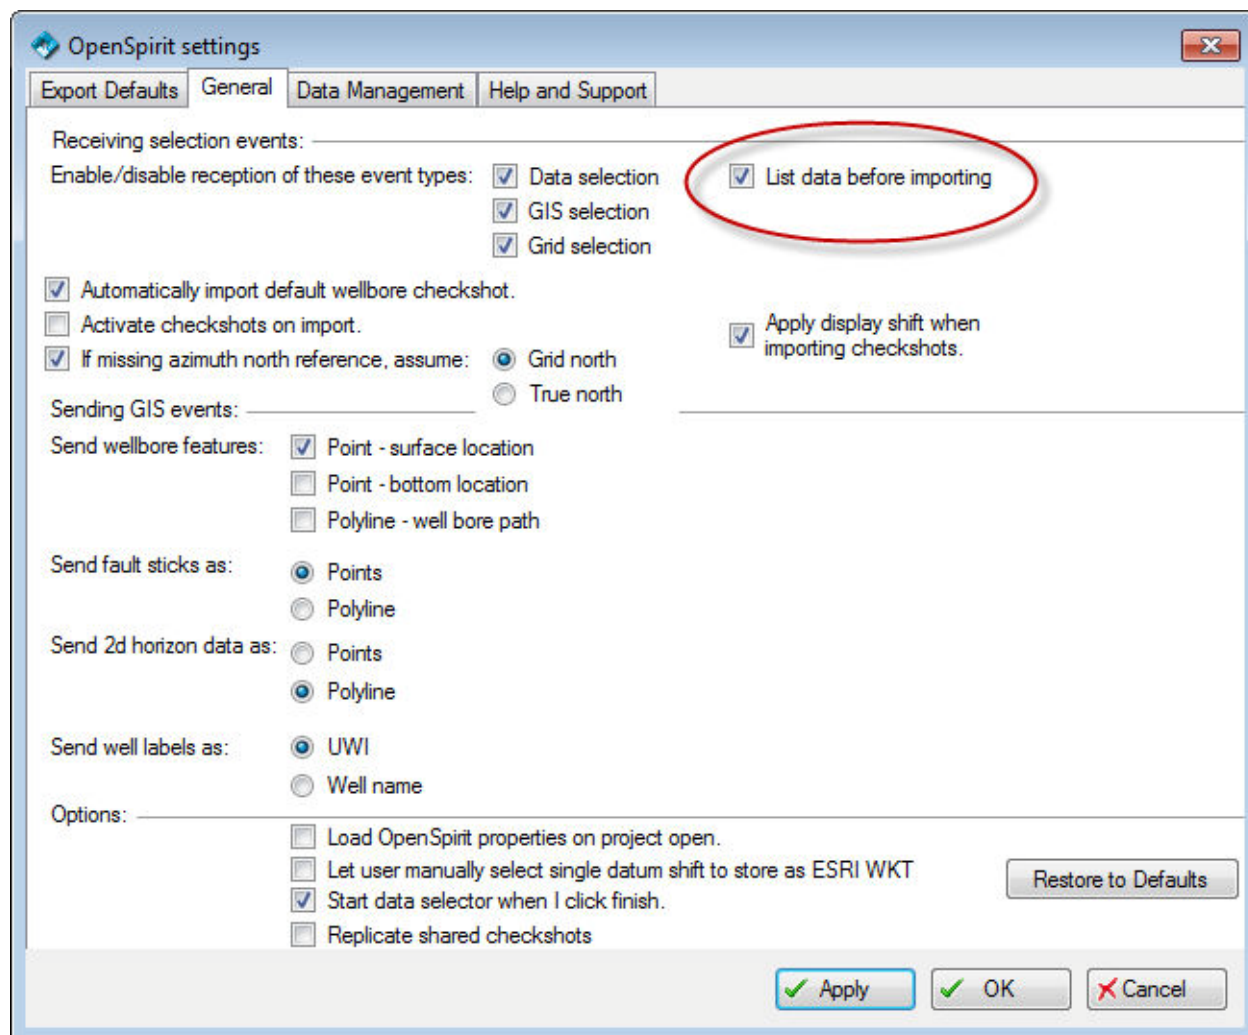 OpenSpirit settings
Export Defaults General Data Management Help and Support
Receiving selection events:
Enable/disable reception of these event types: Data selection List data before importing
GIS selection
Grid selection
Automatically import default wellbore checkshot.
Activate checkshots on import.
Apply display shift when
importing checkshots.
If missing azimuth north reference, assume: Grid north
True north
Sending GIS events:
Send wellbore features: Point - surface location
Point - bottom location
Polyline - well bore path
Send fault sticks as: Points
Polyline
Send 2d horizon data as: Points
Polyline
Send well labels as: UWI
Well name
Options:
Load OpenSpirit properties on project open.
Let user manually select single datum shift to store as ESRI WKT
Restore to Defaults
Start data selector when I click finish.
Replicate shared checkshots
Apply OK Cancel